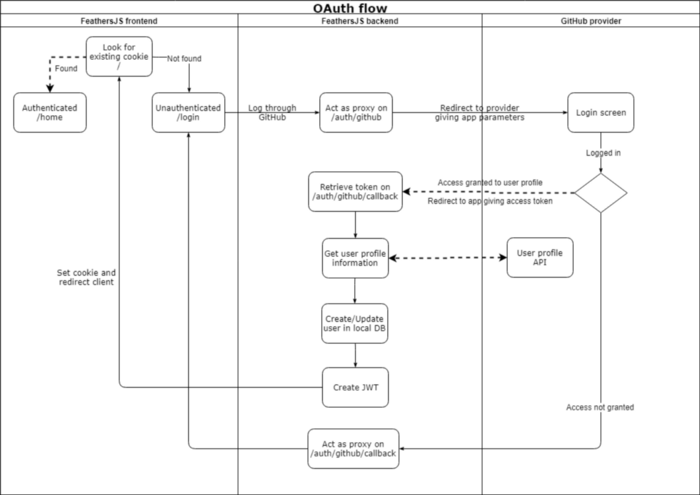 OAuth flow
FeathersJS frontend
FeathersJS backend
GitHub provider
Look for
existing cookie
/
Found
Not found
Authenticated
/home
Unauthenticated
/login
Log through
GitHub
Act as proxy on
/auth/github
Redirect to provider
giving app parameters
Login screen
Logged in
Access granted to user profile
Redirect to app giving access token
Retrieve token on
/auth/github/callback
Get user profile
information
User profile
API
Set cookie and
redirect client
Create/Update
user in local DB
Create JWT
Access not granted
Act as proxy on
/auth/github/callback